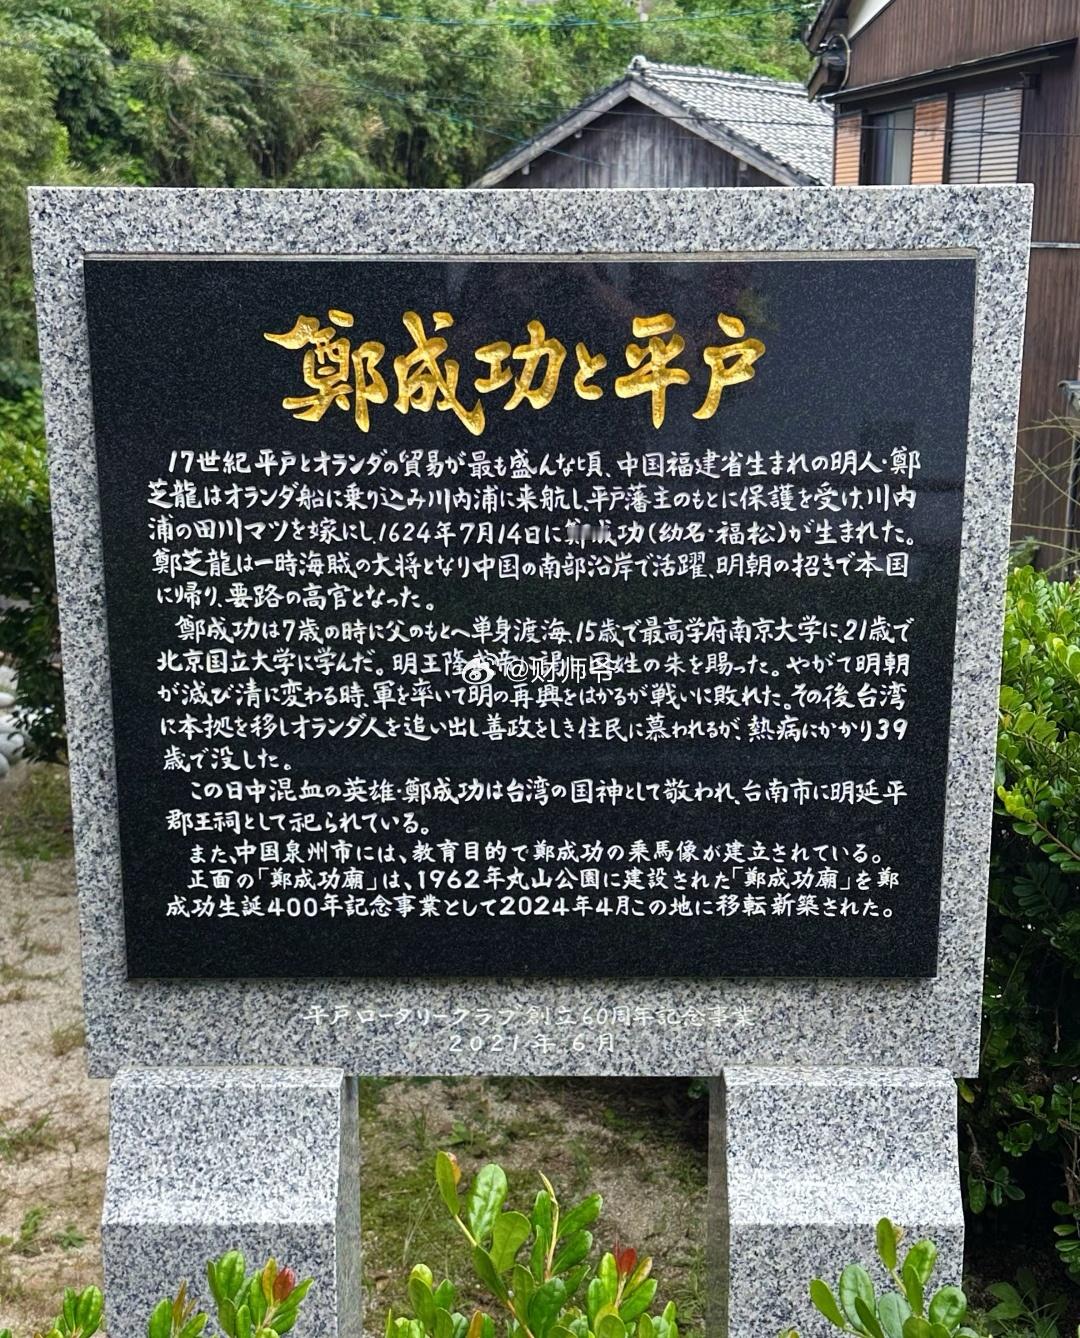 鄭成功と平戸
17世紀平戸とオランダの貿易が最も盛んな頃、中国福建省生まれの明人・鄭
芝龍はオランダ船に乗り込み川内浦に来航し、平戸藩主のもとに保護を受け、川内
浦の田川マツを嫁にし、1624年7月14日に鄭成功(幼名・福松)が生まれた。
鄭芝龍は一時海賊の大将となり中国の南部沿岸で活躍、明朝の招きで本国
に帰り、要路の高官となった。
鄭成功は7歳の時に父のもとへ単身渡海、15歳で最高学府南京大学に、21歳で
北京国立大学に学んだ。明王隆武帝 国姓の朱を賜った。やがて明朝
@财师爷
が滅び清に変わる時、軍を率いて明の再興をはかるが戦いに敗れた。その後台湾
に本拠を移しオランダ人を追い出し善政をしき住民に慕われるが、熱病にかかり39
歳で没した。
この日中混血の英雄・鄭成功は台湾の国神として敬われ、台南市に明延平
郡王祠として祀られている。
また、中国泉州市には、教育目的で鄭成功の乗馬像が建立されている。
正面の「鄭成功廟」は、1962年丸山公園に建設された「鄭成功廟」を鄭
成功生誕400年記念事業として2024年4月この地に移転新築された。
平戸ロータリークラブ創立60周年記念事業
2021年6月